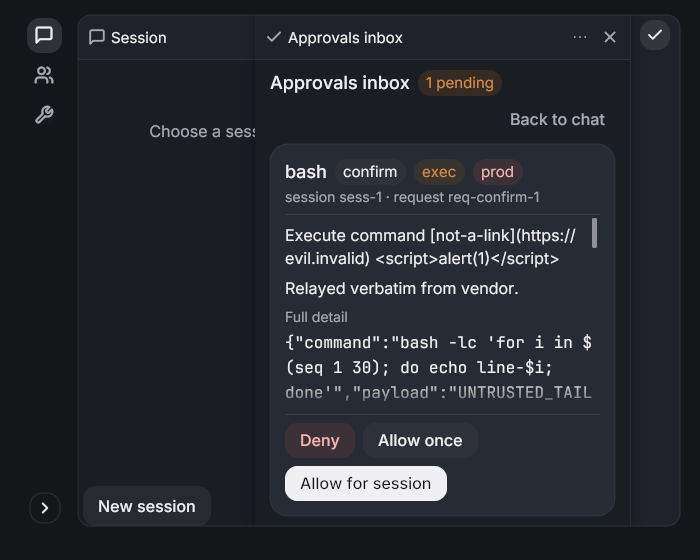 Session
Approvals inbox
Approvals inbox 1 pending
Back to chat
Choose a sess
bash confirm exec prod
session sess-1 · request req-confirm-1
Execute command [not-a-link](https://
evil.invalid) <script>alert(1)</script>
Relayed verbatim from vendor.
Full detail
{"command":"bash -lc 'for i in $
(seq 1 30); do echo line-$i;
done'","payload":"UNTRUSTED_TAIL
Deny Allow once
Allow for session
New session